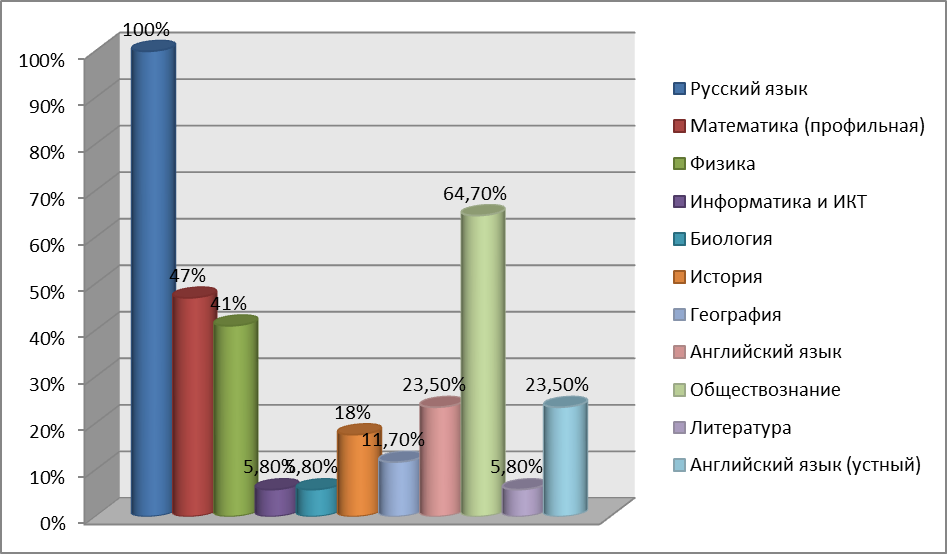 100%
100%
90%
80%
70%
60%
50%
40%
30%
20%
10%
0%
47%
41%
5,80%
5,80%
18%
11,70%
23,50%
64,70%
5,80%
23,50%
Русский язык
Математика (профильная)
Физика
Информатика и ИКТ
Биология
История
География
Английский язык
Обществознание
Литература
Английский язык (устный)